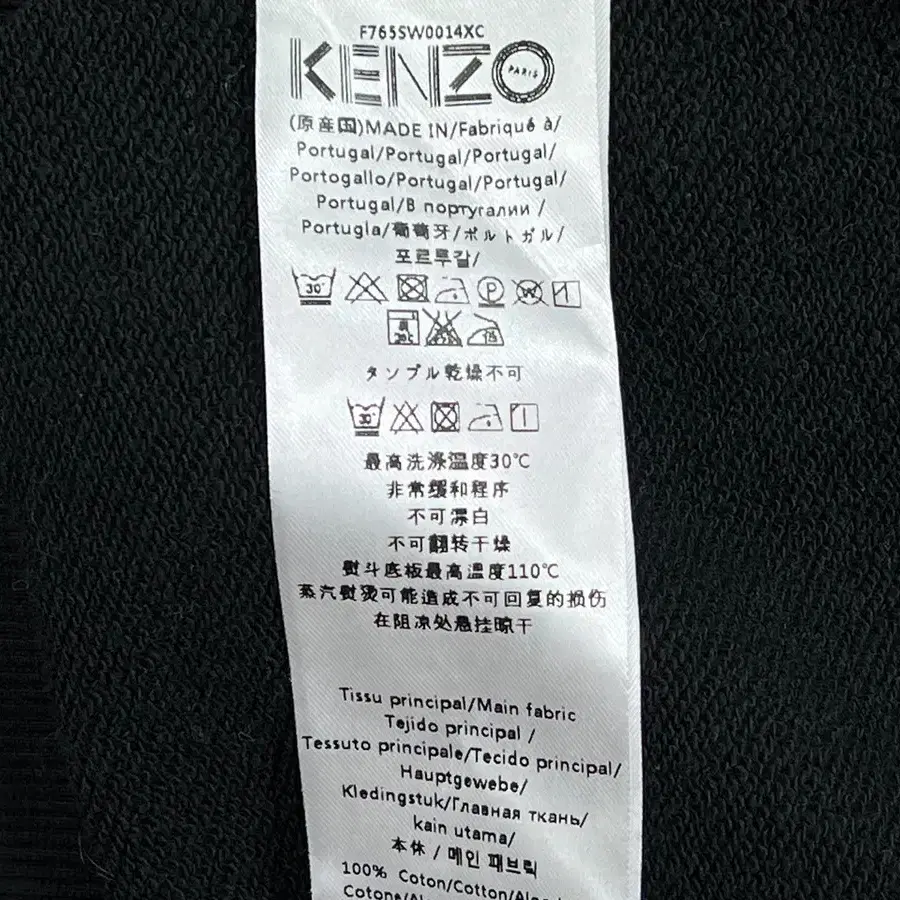 F765SW0014XC
KENZO PARIS
(原産国)MADE IN/Fabriqué à/
Portugal/Portugal/Portugal/
Portogallo/Portugal/Portugal/
Portugal/В португалии /
Portugla/葡萄牙/ポルトガル/
포르투갈/
30°
P W
タンブル乾燥不可
30°
最高洗涤温度30℃
非常缓和程序
不可漂白
不可翻转干燥
熨斗底板最高温度110℃
蒸汽熨烫可能造成不可回复的损伤
在阻凉处悬挂晾干
Tissu principal/Main fabric
Tejido principal /
Tessuto principale/Tecido principal/
Hauptgewebe/
Kledingstuk/Главная ткань/
kain utama/
本体 / 메인 패브릭
100% Coton/Cotton/
Cotone/